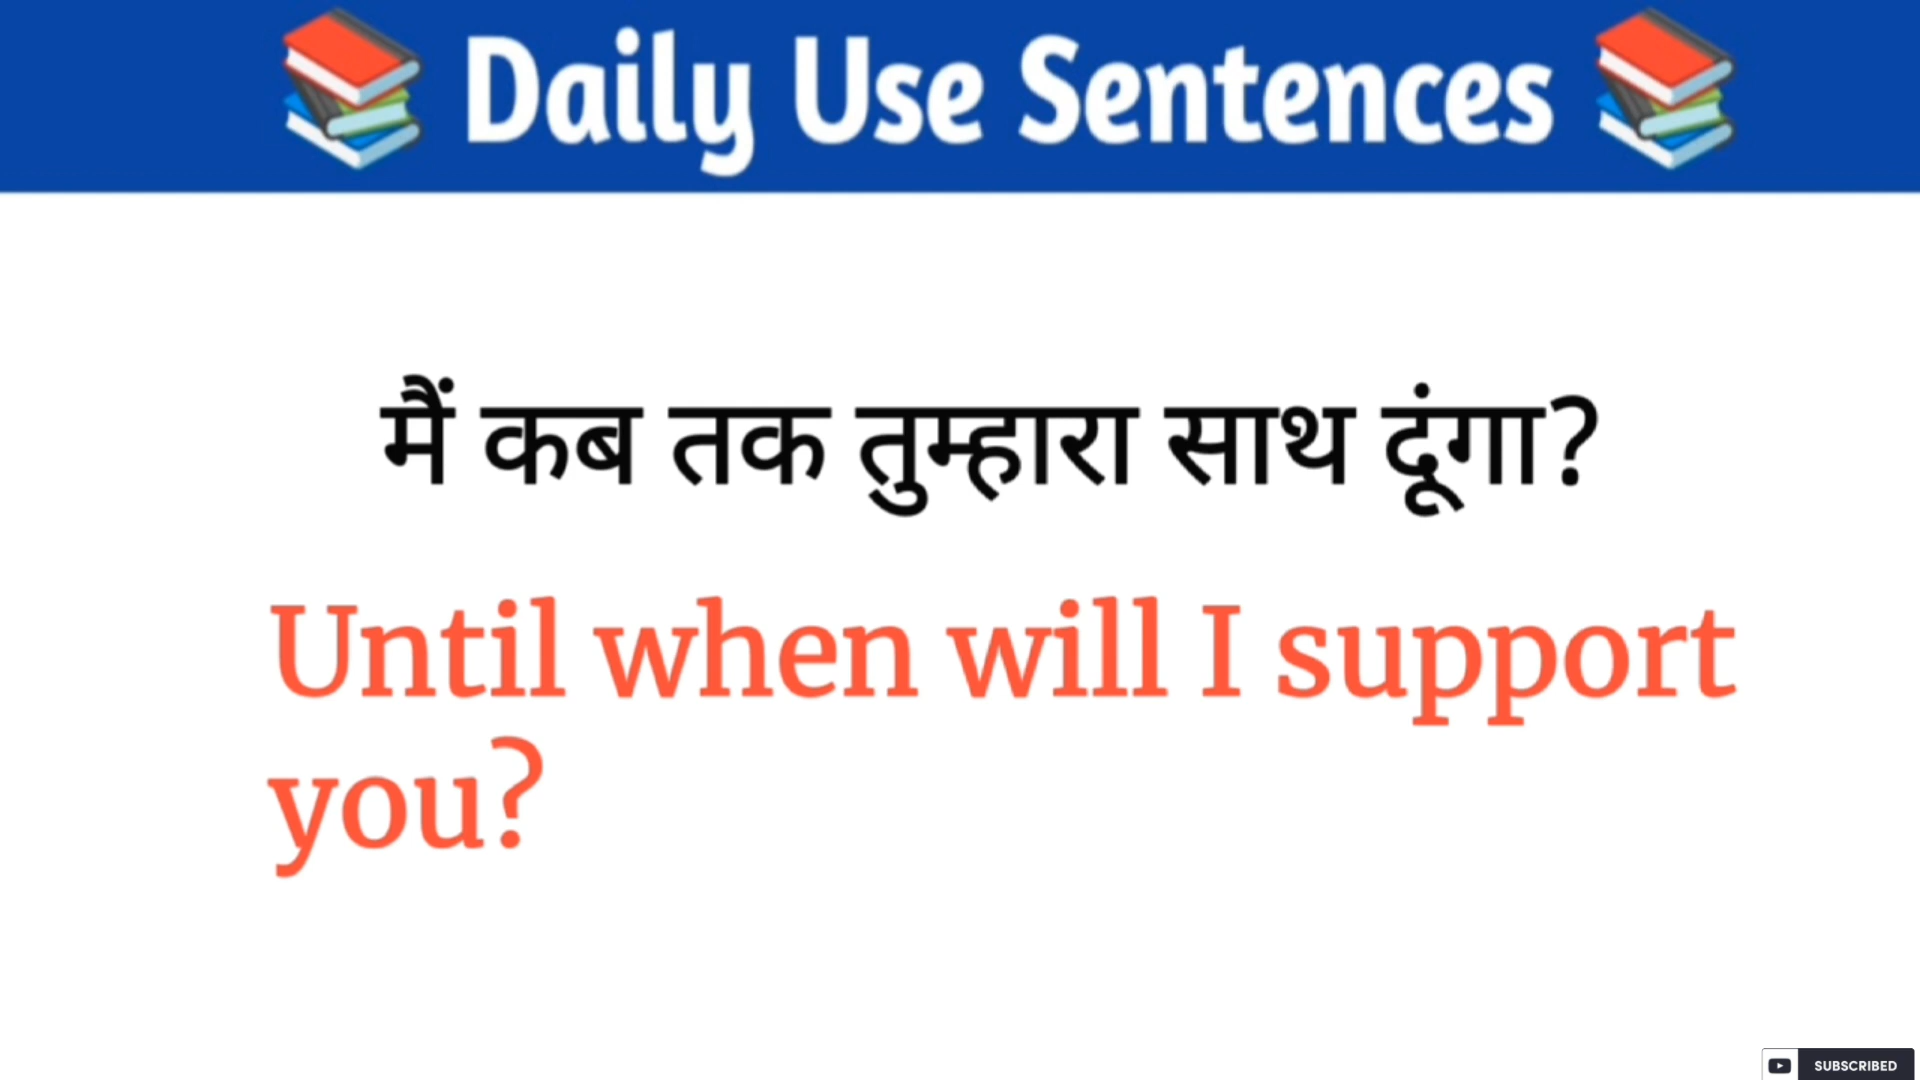 Daily Use Sentences
मैं कब तक तुम्हारा साथ दूंगा?
Until when will I support
you?
SUBSCRIBED